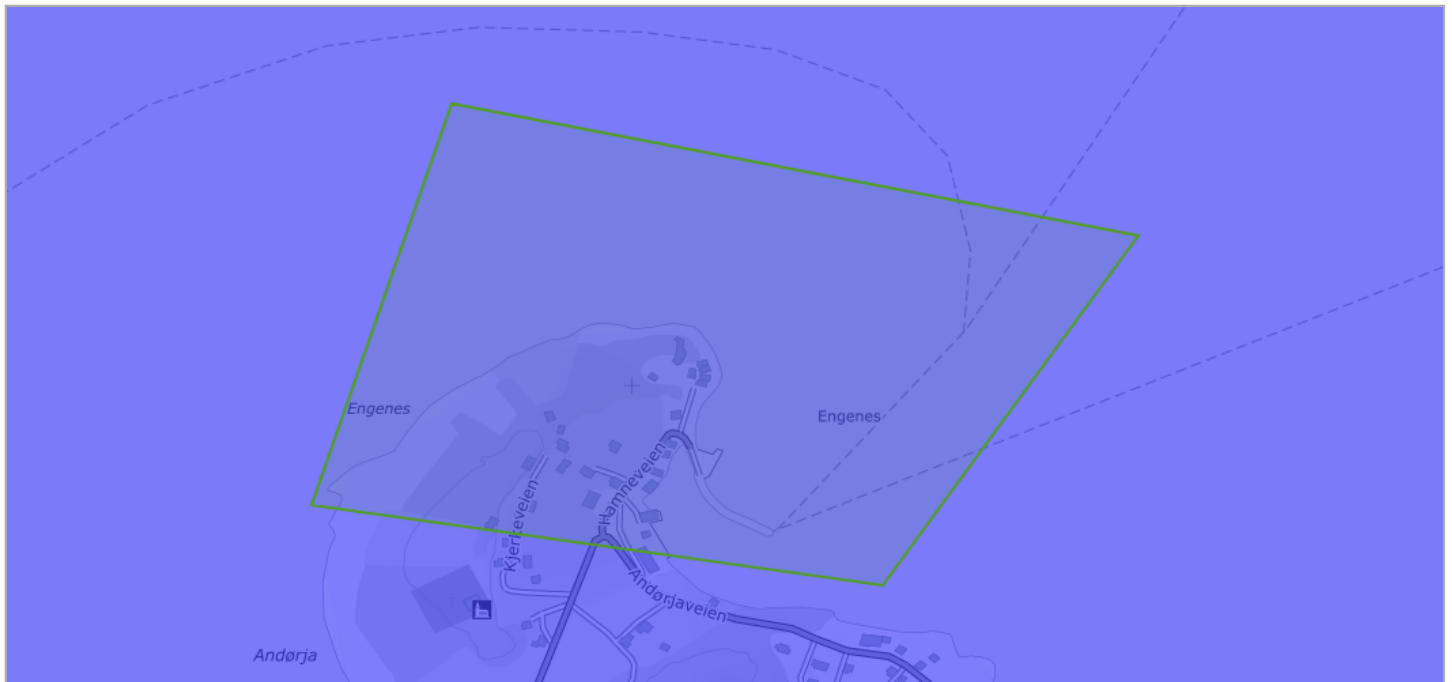 Engenes
Engenes
Hamneveien
Kjerkeveien
Andørjaveien
Andørja